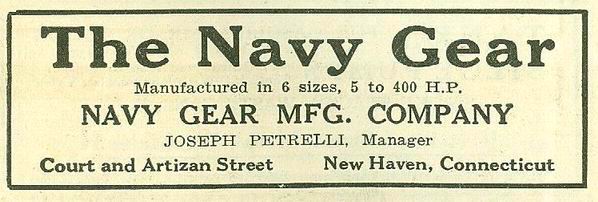 The Navy Gear
Manufactured in 6 sizes, 5 to 400 H.P.
NAVY GEAR MFG. COMPANY
JOSEPH PETRELLI, Manager
Court and Artizan Street New Haven, Connecticut